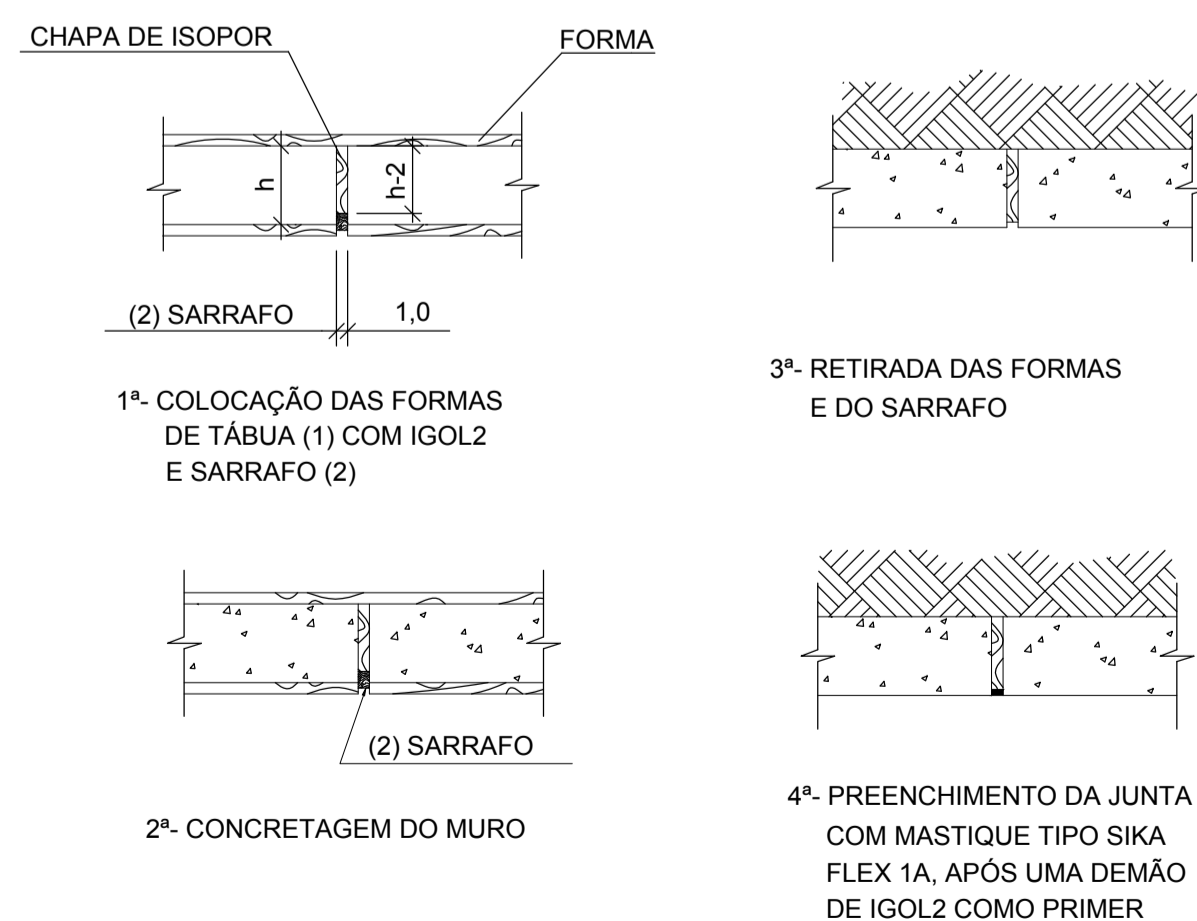 CHAPA DE ISOPOR
FORMA
h
h-2
(2) SARRAFO
1,0
1ª- COLOCAÇÃO DAS FORMAS
DE TÁBUA (1) COM IGOL2
E SARRAFO (2)
3ª- RETIRADA DAS FORMAS
E DO SARRAFO
(2) SARRAFO
2ª- CONCRETAGEM DO MURO
4ª- PREENCHIMENTO DA JUNTA
COM MASTIQUE TIPO SIKA
FLEX 1A, APÓS UMA DEMÃO
DE IGOL2 COMO PRIMER